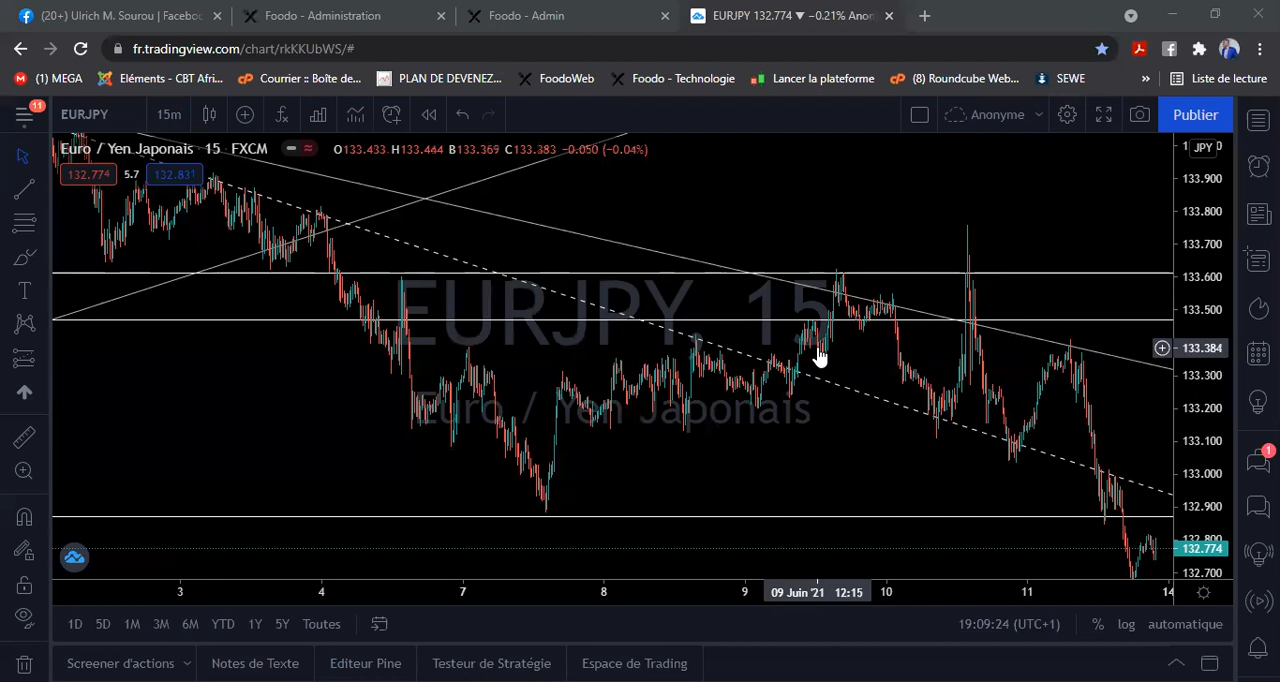 (20+) Ulrich M. Sourou | Faceboo
Foodo - Administration
Foodo - Admin
EURJPY 132.774 ▼ −0.21% Anon
fr.tradingview.com/chart/rkKKUbWS/#
(1) MEGA
Eléments - CBT Afri...
Courrier :: Boîte de...
PLAN DE DEVENEZ...
FoodoWeb
Foodo - Technologie
Lancer la plateforme
(8) Roundcube Web...
SEWE
»
Liste de lecture
11
EURJPY
15m
Anonyme
Publier
Euro / Yen Japonais 15 FXCM
O133.433 H133.444 B133.369 C133.383 −0.050 (−0.04%)
JPY
132.774
5.7
132.831
133.900
133.800
133.700
133.600
133.500
133.384
133.300
133.200
133.100
133.000
132.900
132.800
132.774
132.700
EURJPY, 15
Euro / Yen Japonais
1
3
4
7
8
9
09 Juin '21 12:15
10
11
14
1D
5D
1M
3M
6M
YTD
1Y
5Y
Toutes
19:09:24 (UTC+1)
%
log
automatique
Screener d'actions
Notes de Texte
Editeur Pine
Testeur de Stratégie
Espace de Trading